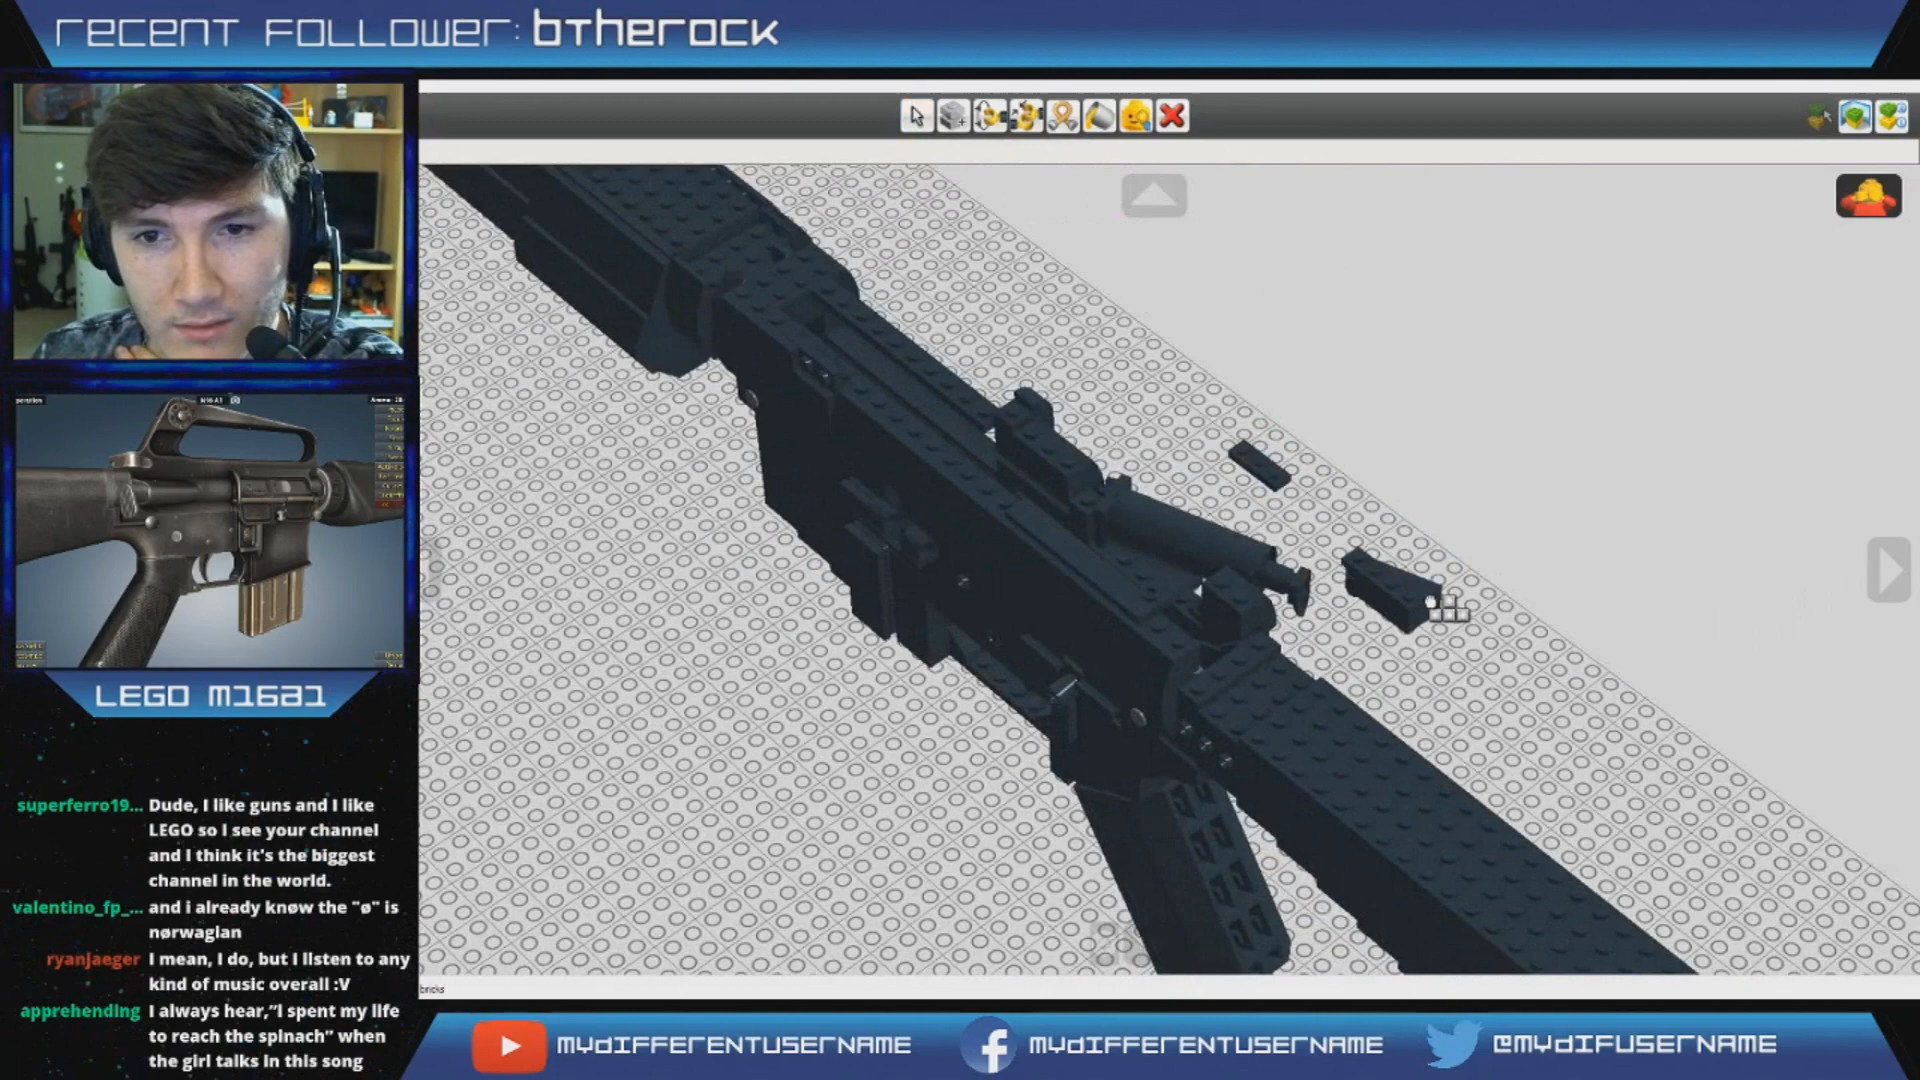 RECENT FOLLOWER: BTHEROCK
M16A1
LEGO M16A1
superferro19... Dude, I like guns and I like
LEGO so I see your channel
and I think it's the biggest
channel in the world.
valentino_fp_... and i already knøw the "ø" is
nørwagian
ryanjaeger I mean, I do, but I listen to any
kind of music overall :V
apprehending I always hear,"I spent my life
to reach the spinach" when
the girl talks in this song
bricks
MYDIFFERENTUSERNAME
MYDIFFERENTUSERNAME
@MYDIFUSERNAME